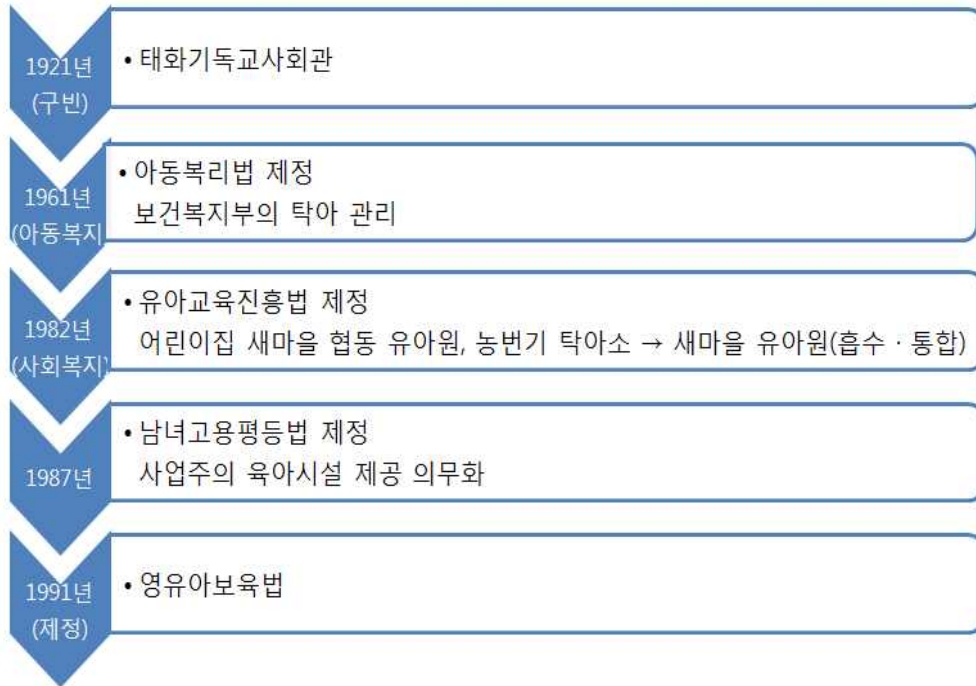 1921년
(구빈)
• 태화기독교사회관
1961년
(아동복지
• 아동복리법 제정
보건복지부의 탁아 관리
1982년
(사회복지)
• 유아교육진흥법 제정
어린이집 새마을 협동 유아원, 농번기 탁아소 → 새마을 유아원(흡수 · 통합)
1987년
• 남녀고용평등법 제정
사업주의 육아시설 제공 의무화
1991년
(제정)
• 영유아보육법